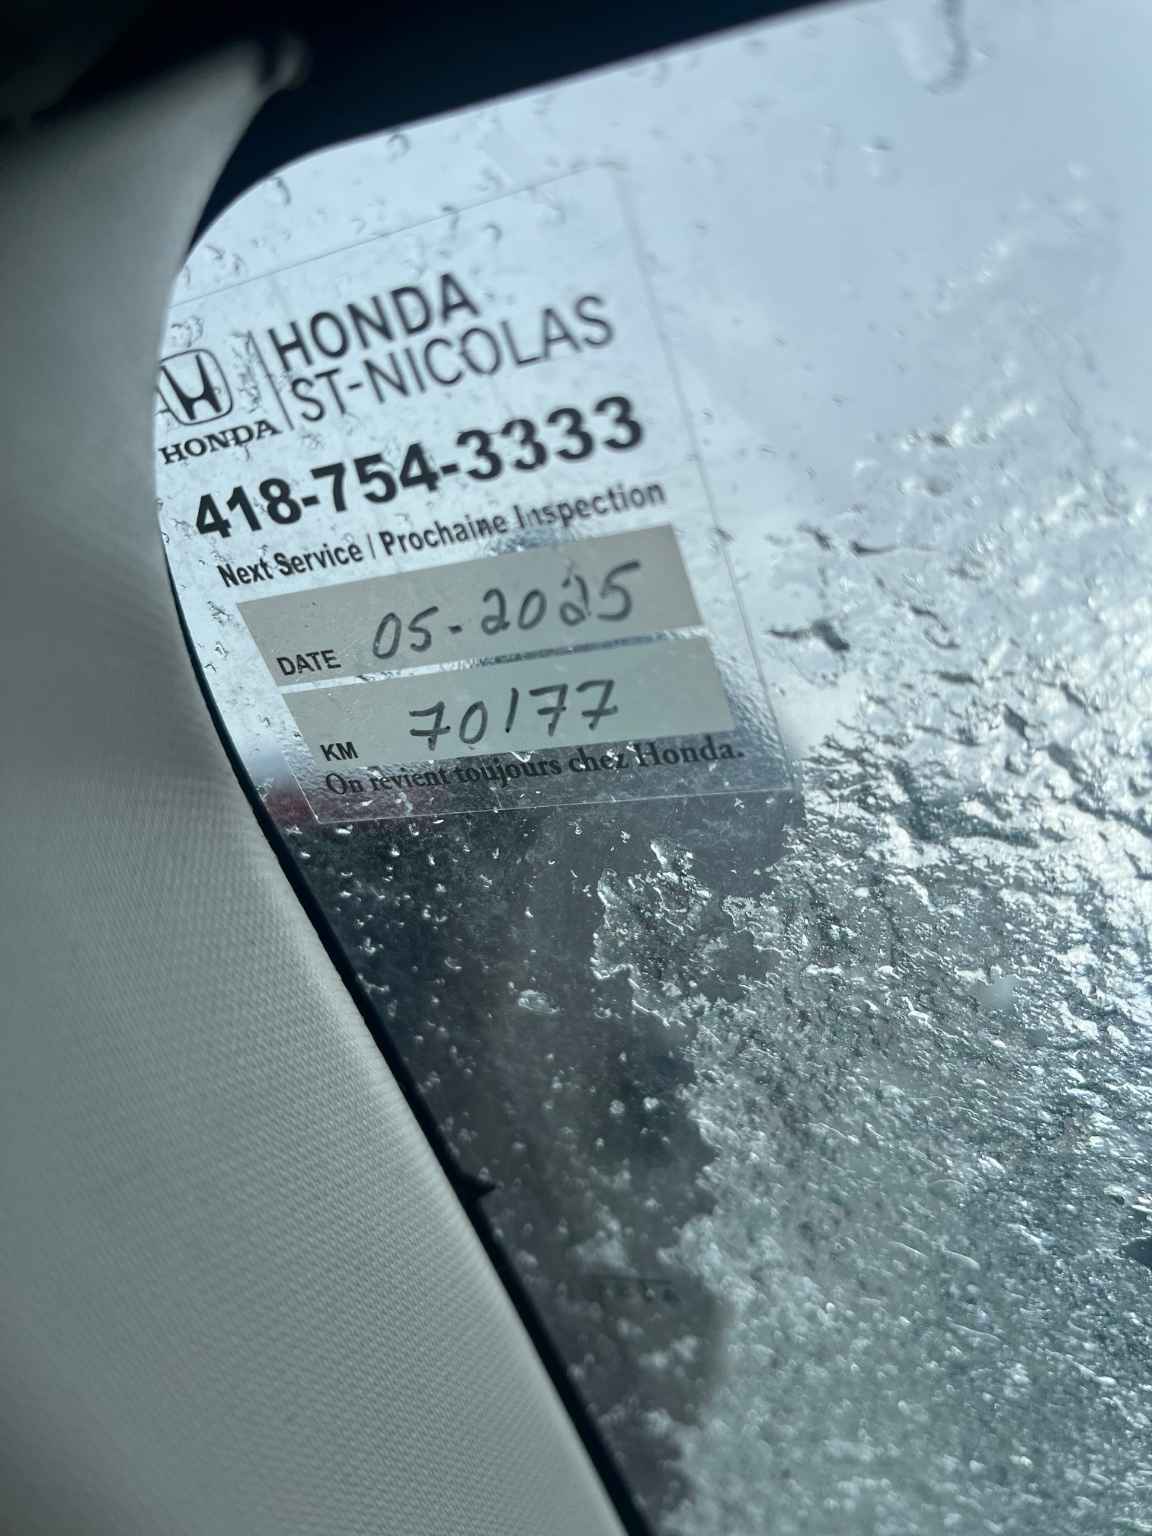 HONDA
ST-NICOLAS
HONDA
418-754-3333
Next Service / Prochaine Inspection
DATE 05-2025
KM 70177
On revient toujours chez Honda.